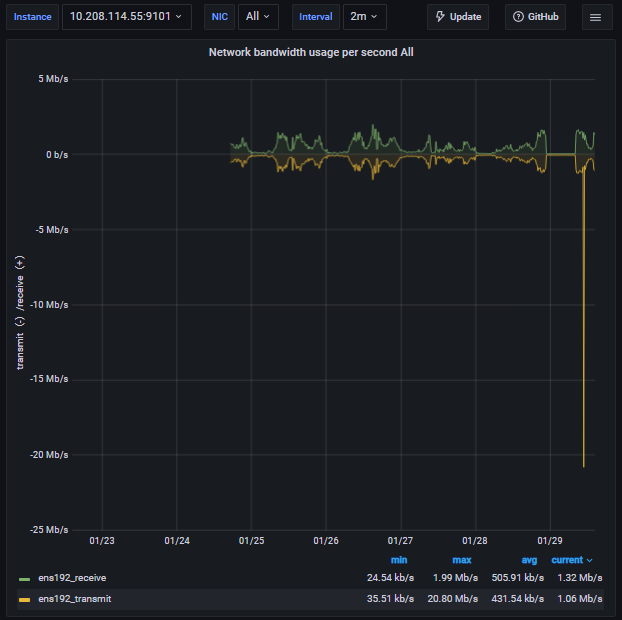 Instance 10.208.114.55:9101 NIC All Interval 2m Update GitHub
Network bandwidth usage per second All
5 Mb/s
0 b/s
-5 Mb/s
-10 Mb/s
-15 Mb/s
-20 Mb/s
-25 Mb/s
transmit (-) /receive (+)
01/23 01/24 01/25 01/26 01/27 01/28 01/29
min max avg current
ens192_receive 24.54 kb/s 1.99 Mb/s 505.91 kb/s 1.32 Mb/s
ens192_transmit 35.51 kb/s 20.80 Mb/s 431.54 kb/s 1.06 Mb/s